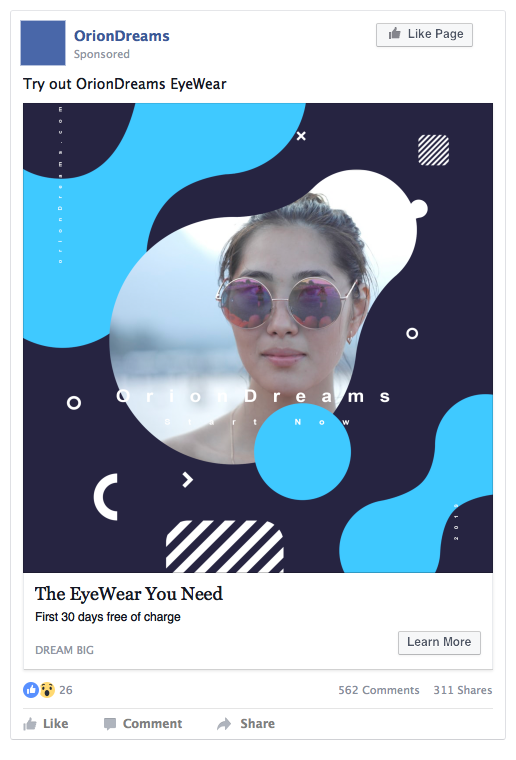 OrionDreams
Sponsored
Like Page
Try out OrionDreams EyeWear
orionDreams.com
OrionDreams
Start Now
The EyeWear You Need
First 30 days free of charge
DREAM BIG
Learn More
26
562 Comments 311 Shares
Like Comment Share